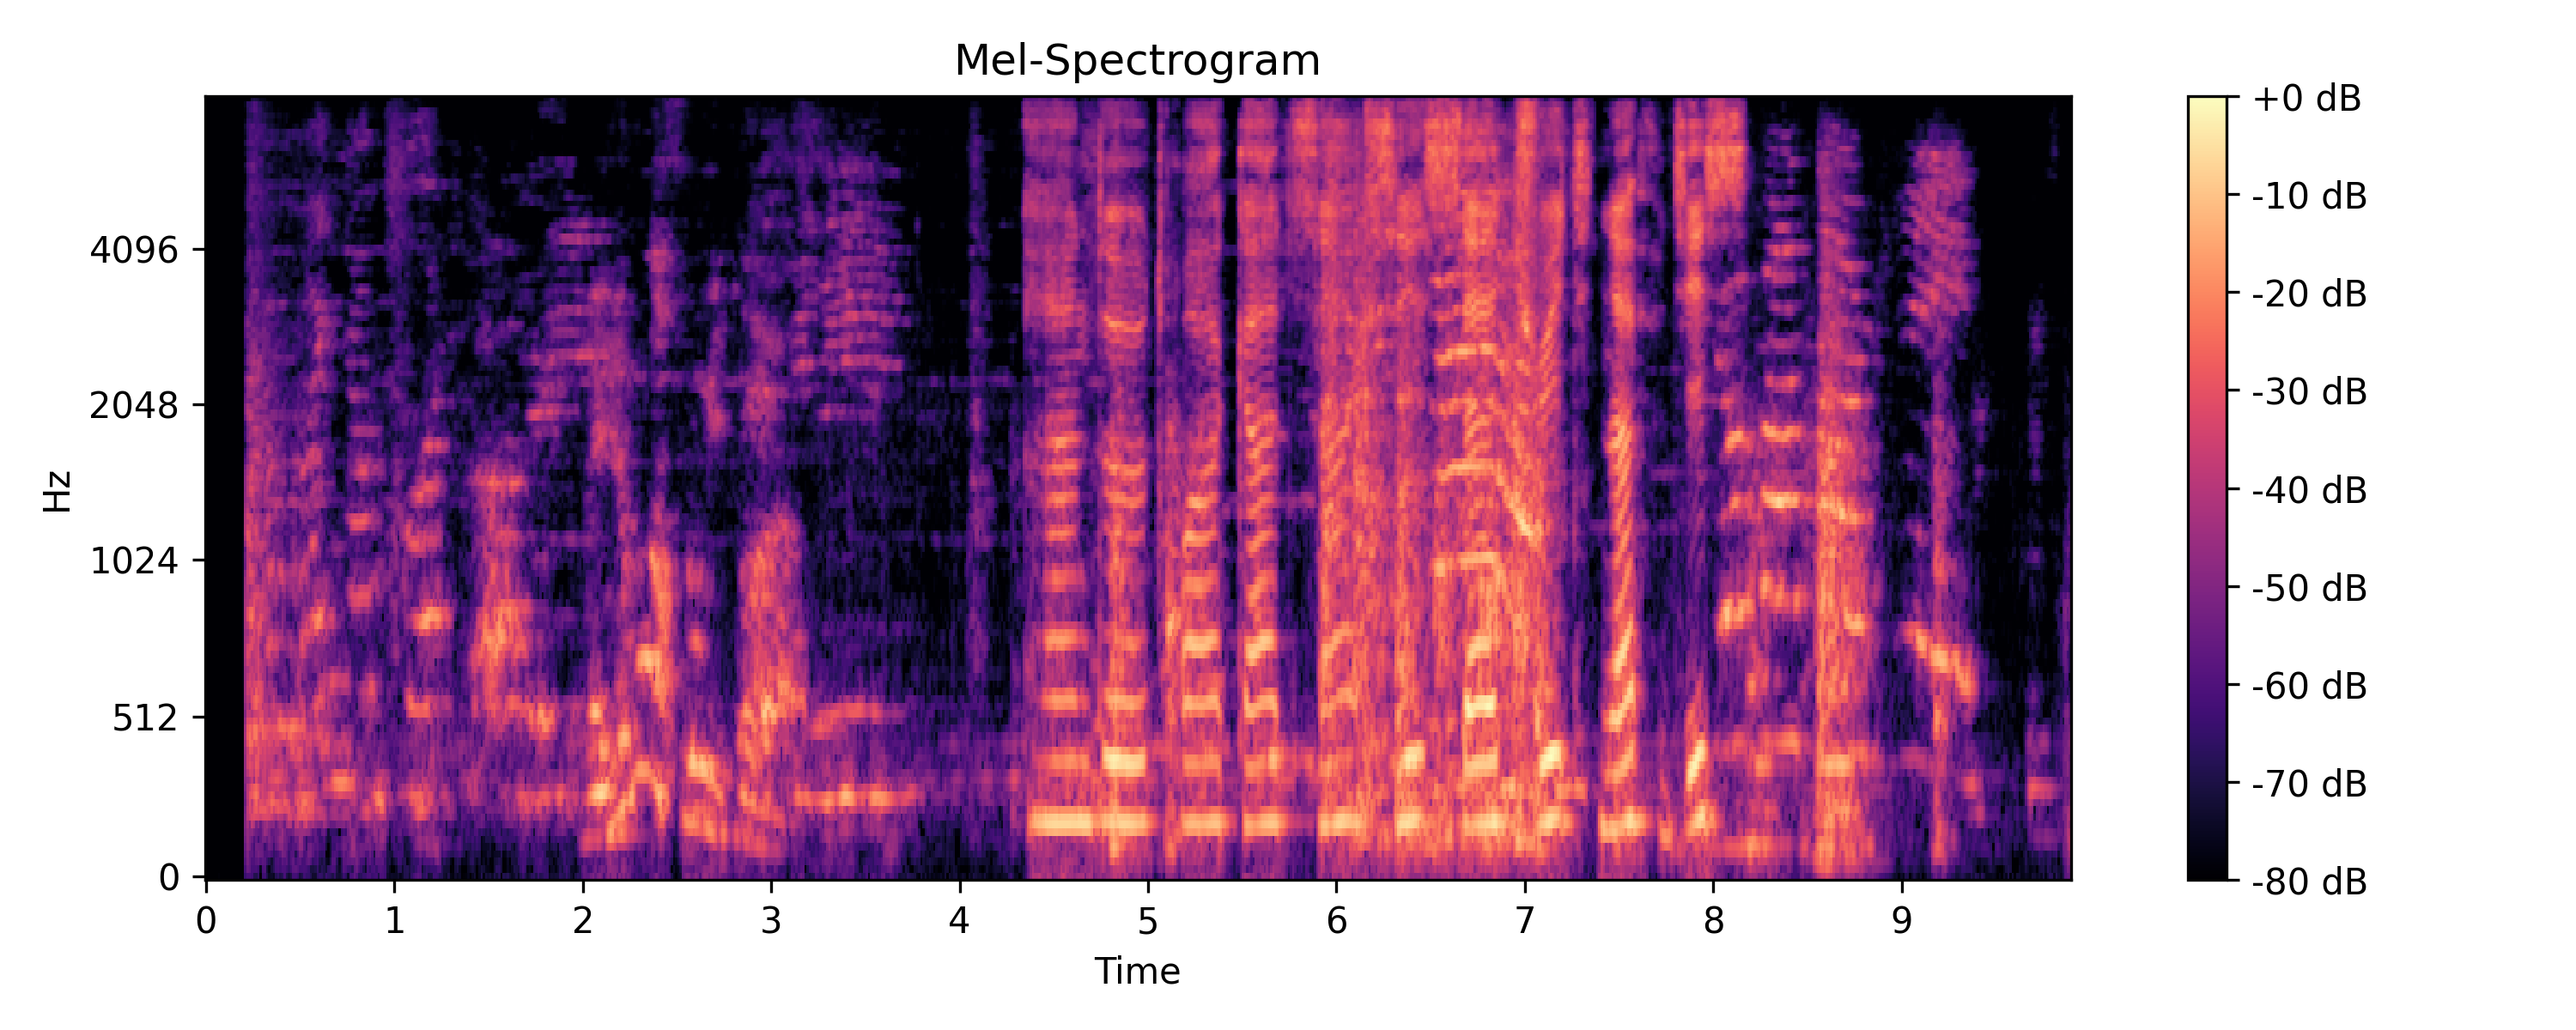 Mel-Spectrogram
+0 dB
-10 dB
-20 dB
-30 dB
-40 dB
-50 dB
-60 dB
-70 dB
-80 dB
Hz
4096
2048
1024
512
0
0 1 2 3 4 5 6 7 8 9
Time